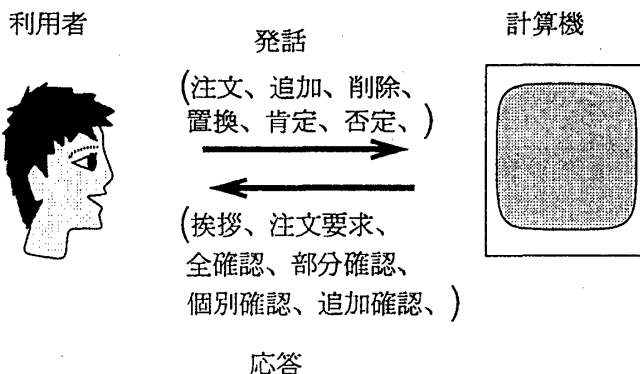 利用者
発話
計算機
(注文、追加、削除、
置換、肯定、否定、)
(挨拶、注文要求、
全確認、部分確認、
個別確認、追加確認、)
応答